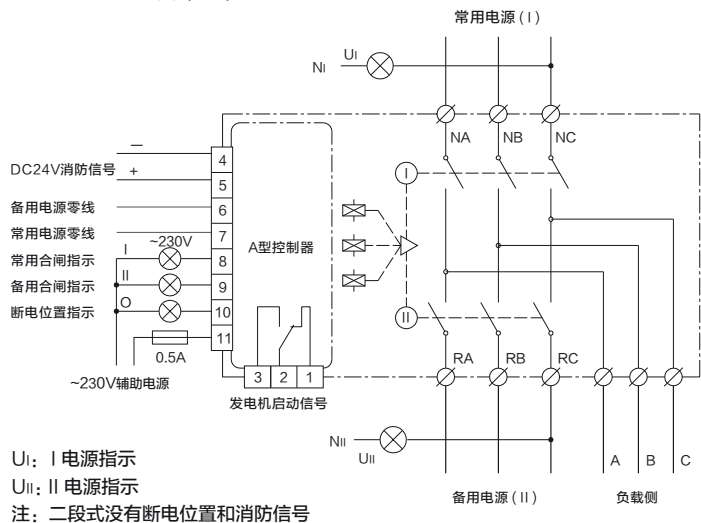 常用电源 ( I )
UI
NI
NA NB NC
DC24V消防信号
—
+
4
5
备用电源零线
6
常用电源零线
7
~230V
常用合闸指示
I
8
备用合闸指示
II
9
断电位置指示
O
10
11
0.5A
~230V辅助电源
A型控制器
3 2 1
发电机启动信号
I
II
RA RB RC
NII
UII
A B C
备用电源 ( II )
负载侧
UI: I 电源指示
UII: II 电源指示
注：二段式没有断电位置和消防信号